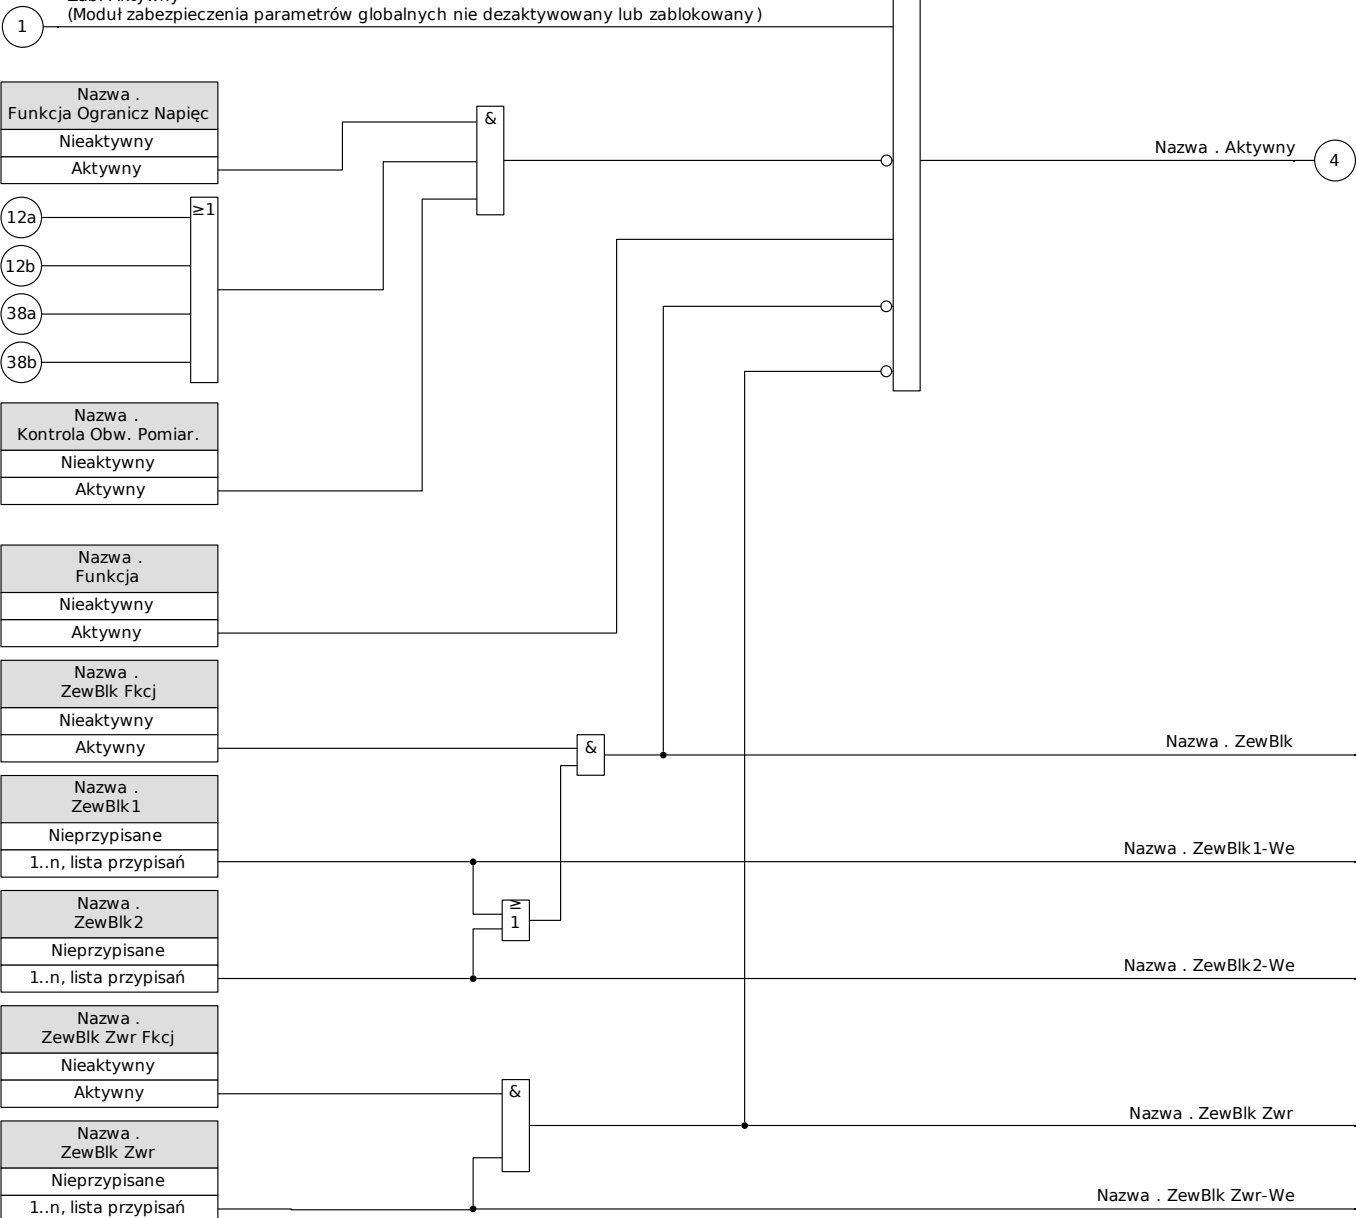 (Moduł zabezpieczenia parametrów globalnych nie dezaktywowany lub zablokowany)
1
Nazwa .
Funkcja Ogranicz Napięc
Nieaktywny
Aktywny
&
Nazwa . Aktywny
4
12a
≥1
12b
38a
38b
Nazwa .
Kontrola Obw. Pomiar.
Nieaktywny
Aktywny
Nazwa .
Funkcja
Nieaktywny
Aktywny
Nazwa .
ZewBlk Fkcj
Nieaktywny
Aktywny
&
Nazwa . ZewBlk
Nazwa .
ZewBlk1
Nieprzypisane
1..n, lista przypisań
Nazwa . ZewBlk1-We
Nazwa .
ZewBlk2
Nieprzypisane
1..n, lista przypisań
≥
1
Nazwa . ZewBlk2-We
Nazwa .
ZewBlk Zwr Fkcj
Nieaktywny
Aktywny
&
Nazwa . ZewBlk Zwr
Nazwa .
ZewBlk Zwr
Nieprzypisane
1..n, lista przypisań
Nazwa . ZewBlk Zwr-We